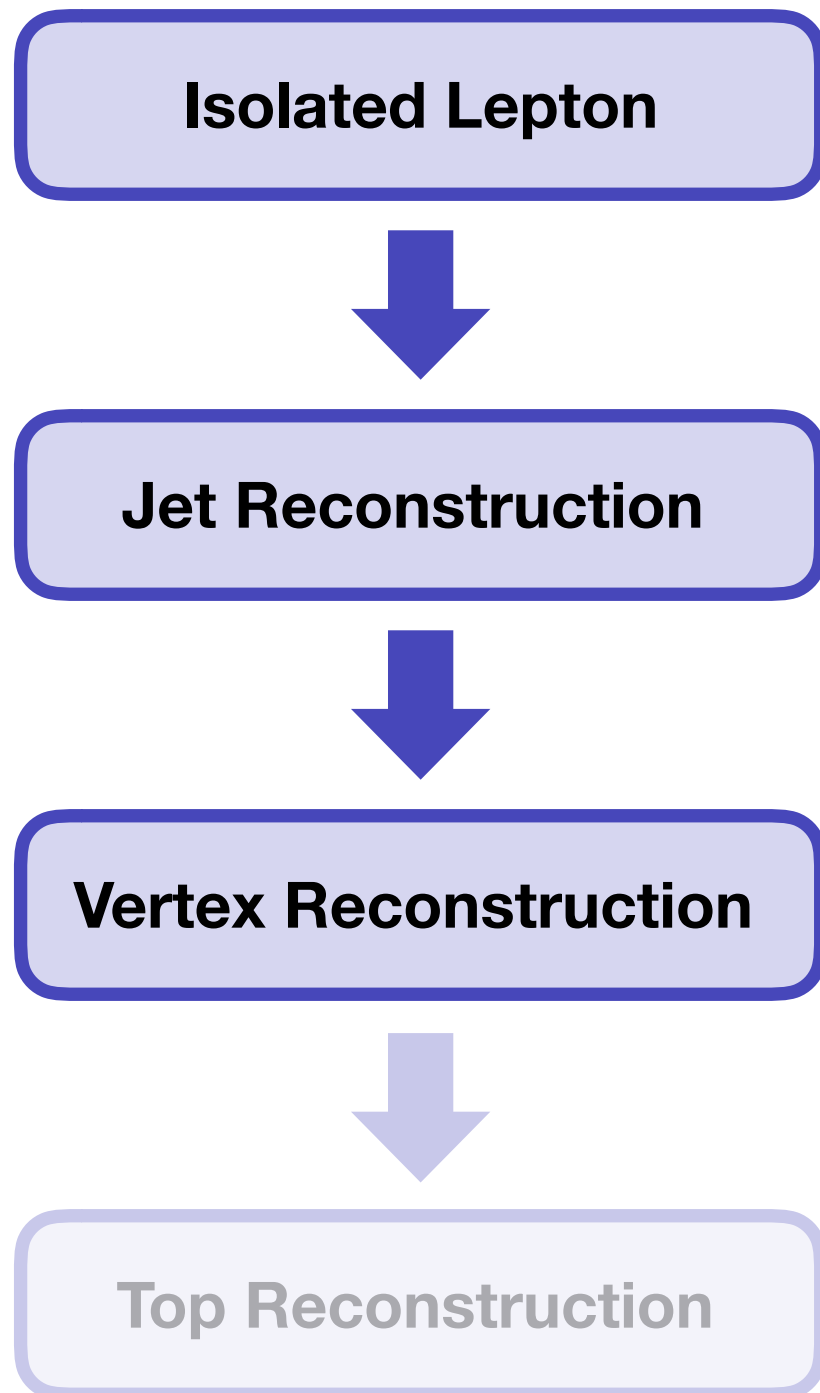 Isolated Lepton
Jet Reconstruction
Vertex Reconstruction
Top Reconstruction